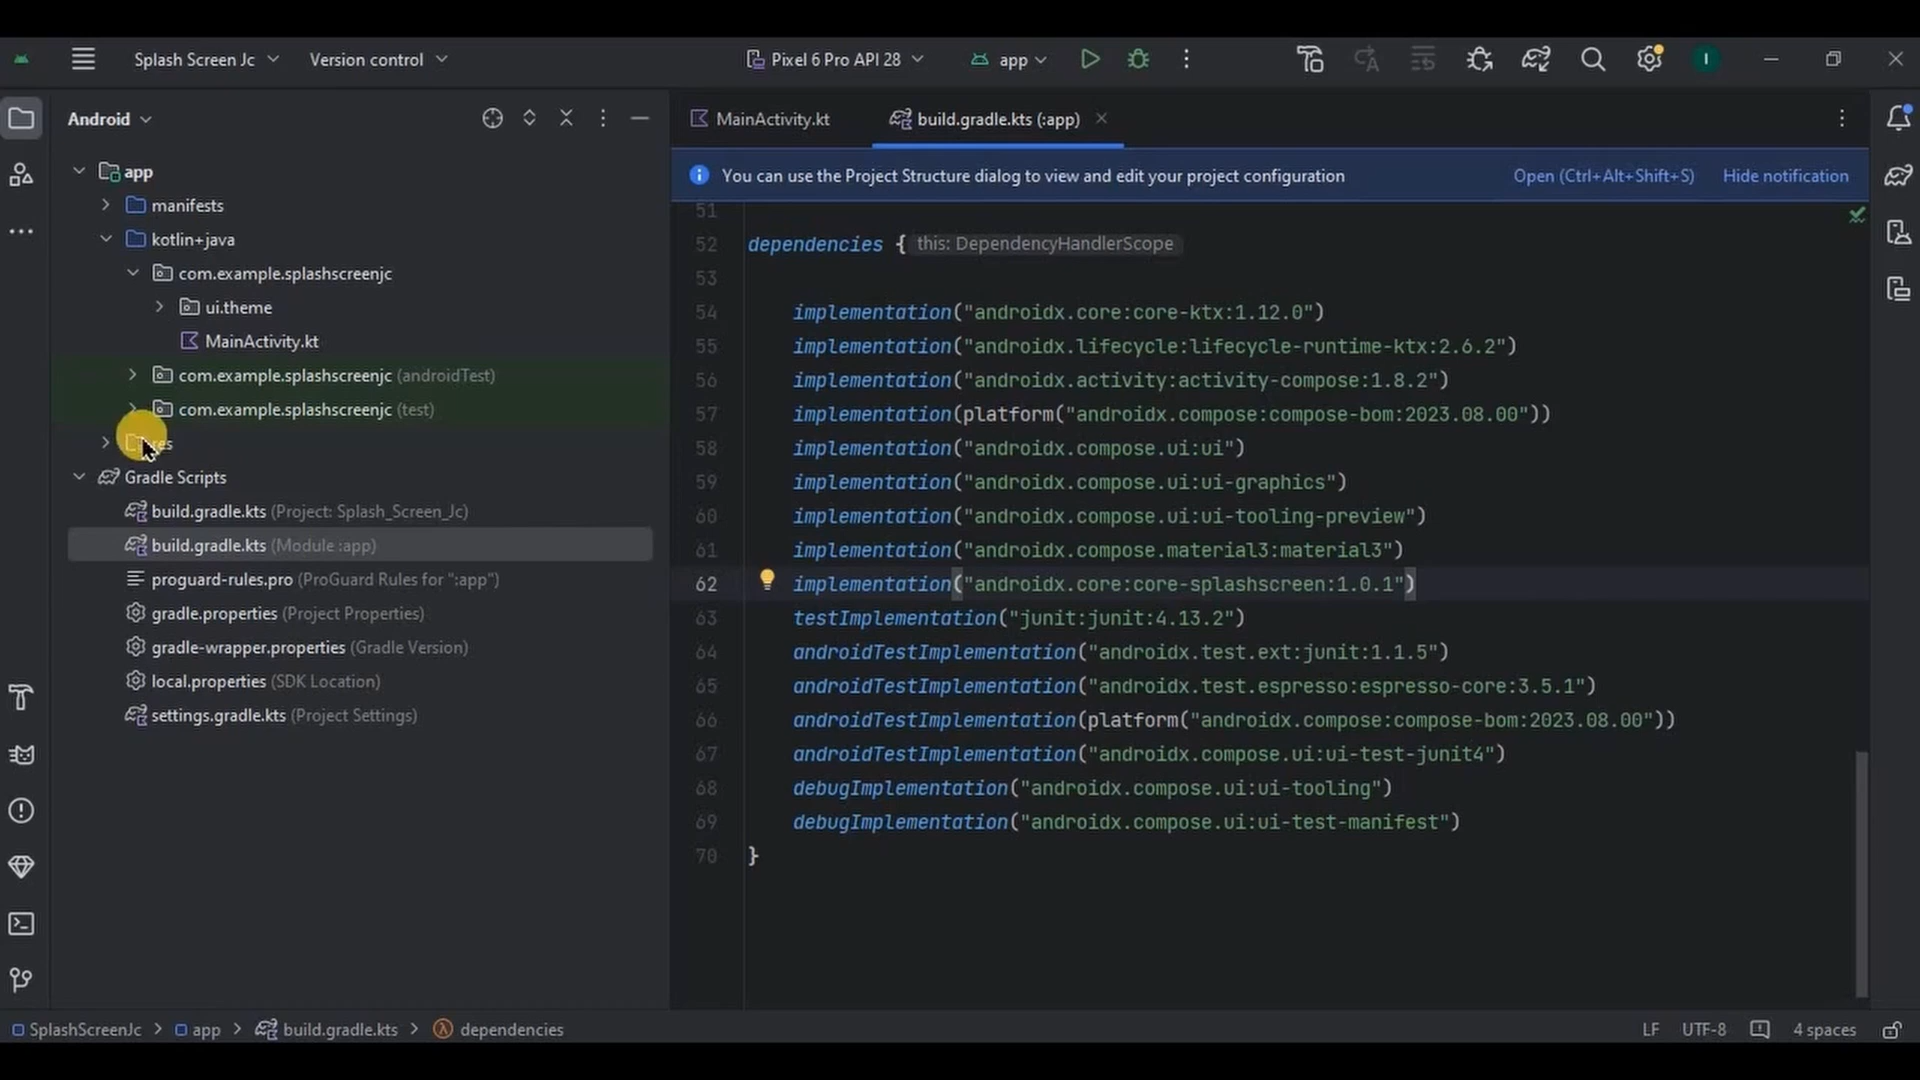 Splash Screen Jc
Version control
Pixel 6 Pro API 28
app
I
Android
app
manifests
kotlin+java
com.example.splashscreenjc
ui.theme
MainActivity.kt
com.example.splashscreenjc (androidTest)
com.example.splashscreenjc (test)
Gradle Scripts
build.gradle.kts (Project: Splash_Screen_Jc)
build.gradle.kts (Module :app)
proguard-rules.pro (ProGuard Rules for ":app")
gradle.properties (Project Properties)
gradle-wrapper.properties (Gradle Version)
local.properties (SDK Location)
settings.gradle.kts (Project Settings)
MainActivity.kt
build.gradle.kts (:app)
You can use the Project Structure dialog to view and edit your project configuration
Open (Ctrl+Alt+Shift+S)
Hide notification
51
52 dependencies { this: DependencyHandlerScope
53
54 implementation("androidx.core:core-ktx:1.12.0")
55 implementation("androidx.lifecycle:lifecycle-runtime-ktx:2.6.2")
56 implementation("androidx.activity:activity-compose:1.8.2")
57 implementation(platform("androidx.compose:compose-bom:2023.08.00"))
58 implementation("androidx.compose.ui:ui")
59 implementation("androidx.compose.ui:ui-graphics")
60 implementation("androidx.compose.ui:ui-tooling-preview")
61 implementation("androidx.compose.material3:material3")
62 implementation("androidx.core:core-splashscreen:1.0.1")
63 testImplementation("junit:junit:4.13.2")
64 androidTestImplementation("androidx.test.ext:junit:1.1.5")
65 androidTestImplementation("androidx.test.espresso:espresso-core:3.5.1")
66 androidTestImplementation(platform("androidx.compose:compose-bom:2023.08.00"))
67 androidTestImplementation("androidx.compose.ui:ui-test-junit4")
68 debugImplementation("androidx.compose.ui:ui-tooling")
69 debugImplementation("androidx.compose.ui:ui-test-manifest")
70 }
SplashScreenJc > app > build.gradle.kts > dependencies
LF UTF-8 4 spaces